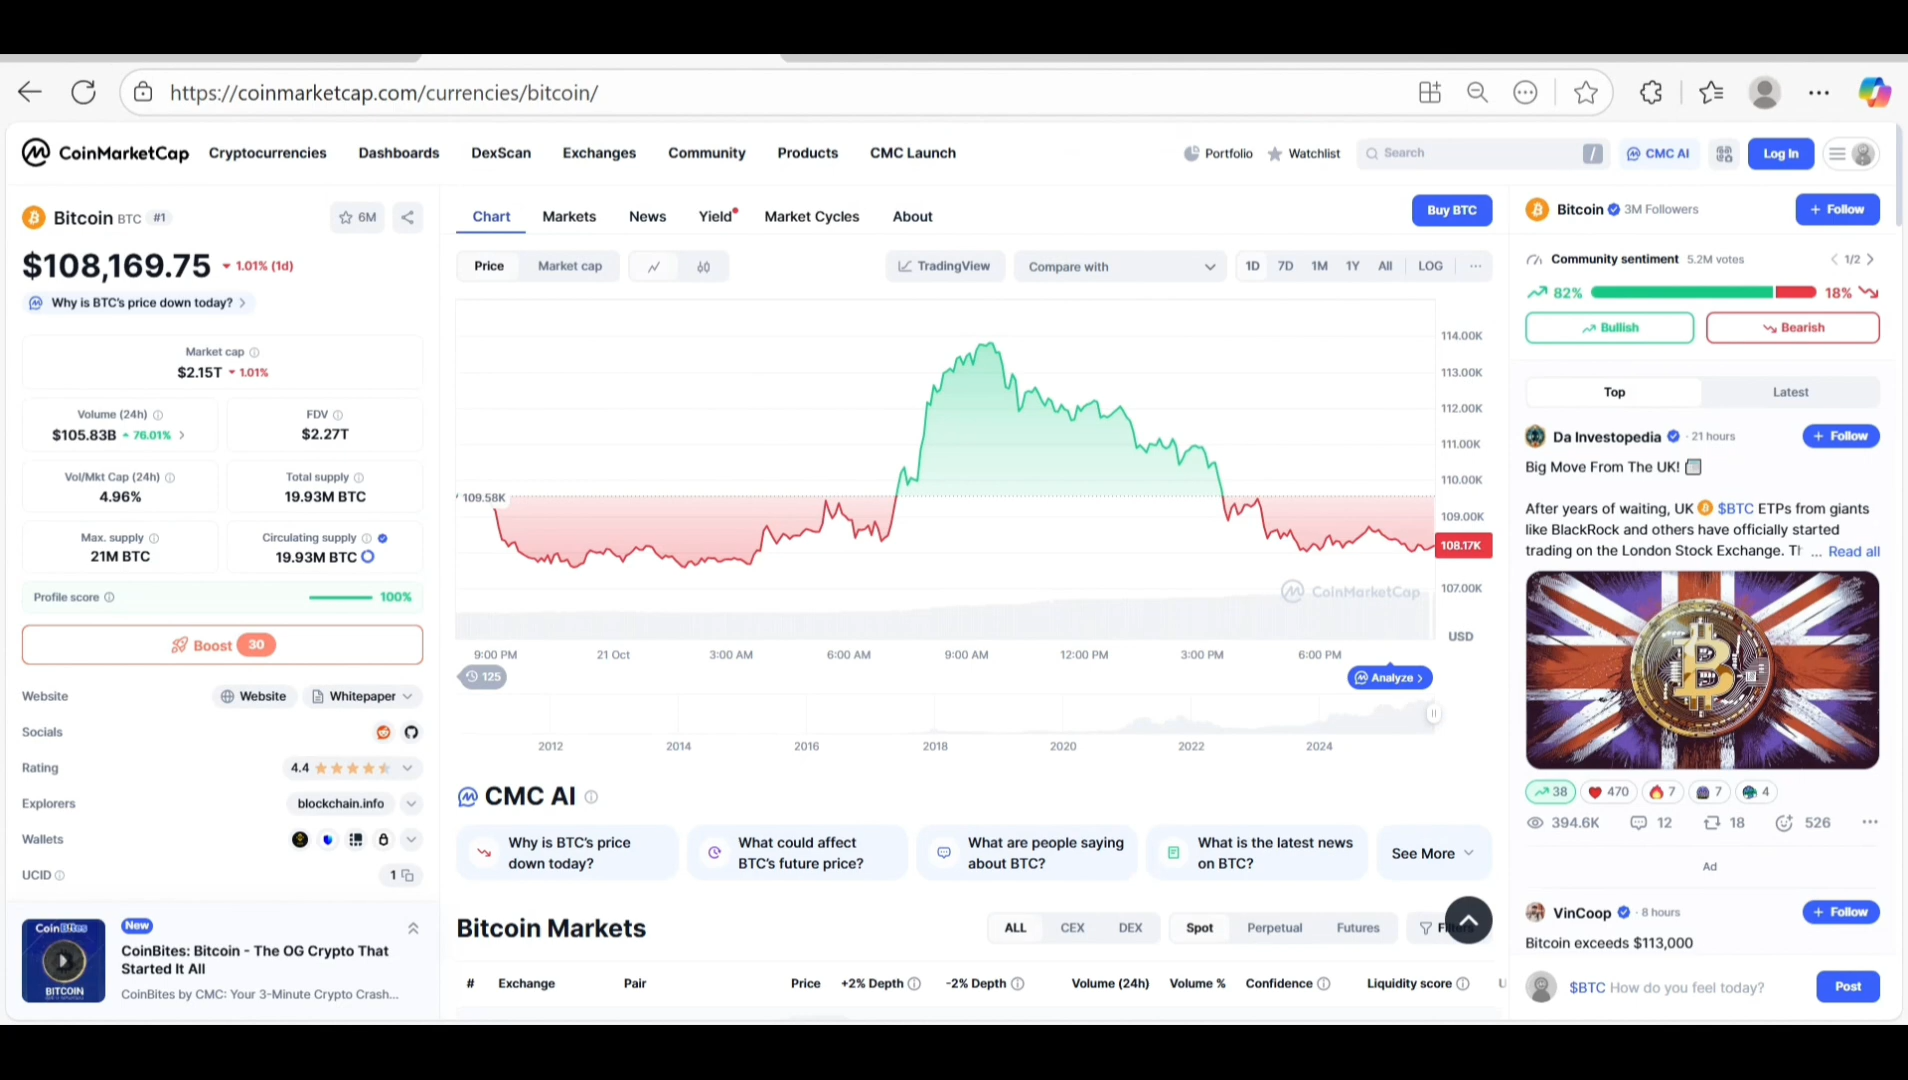 https://coinmarketcap.com/currencies/bitcoin/
CoinMarketCap Cryptocurrencies Dashboards DexScan Exchanges Community Products CMC Launch Portfolio Watchlist Search / CMC AI Log In
Bitcoin BTC #1 6M
$108,169.75 1.01% (1d)
Why is BTC's price down today?
Market cap
$2.15T 1.01%
Volume (24h)
$105.83B 76.01%
FDV
$2.27T
Vol/Mkt Cap (24h)
4.96%
Total supply
19.93M BTC
Max. supply
21M BTC
Circulating supply
19.93M BTC
Profile score 100%
Boost 30
Website Website Whitepaper
Socials
Rating 4.4
Explorers blockchain.info
Wallets
UCID 1
CoinBites
BITCOIN
New
CoinBites: Bitcoin - The OG Crypto That
Started It All
CoinBites by CMC: Your 3-Minute Crypto Crash...
Chart Markets News Yield Market Cycles About Buy BTC
Price Market cap TradingView Compare with 1D 7D 1M 1Y All LOG
114.00K
113.00K
112.00K
111.00K
110.00K
109.58K
109.00K
108.17K
107.00K
CoinMarketCap
USD
9:00 PM 21 Oct 3:00 AM 6:00 AM 9:00 AM 12:00 PM 3:00 PM 6:00 PM
125
Analyze
2012 2014 2016 2018 2020 2022 2024
CMC AI
Why is BTC's price
down today?
What could affect
BTC's future price?
What are people saying
about BTC?
What is the latest news
on BTC?
See More
Bitcoin Markets ALL CEX DEX Spot Perpetual Futures
# Exchange Pair Price +2% Depth -2% Depth Volume (24h) Volume % Confidence Liquidity score
Bitcoin 3M Followers + Follow
Community sentiment 5.2M votes 1/2
82% 18%
Bullish Bearish
Top Latest
Da Investopedia · 21 hours + Follow
Big Move From The UK!
After years of waiting, UK $BTC ETPs from giants
like BlackRock and others have officially started
trading on the London Stock Exchange. ... Read all
38 470 7 7 4
394.6K 12 18 526
Ad
VinCoop · 8 hours + Follow
Bitcoin exceeds $113,000
$BTC How do you feel today? Post